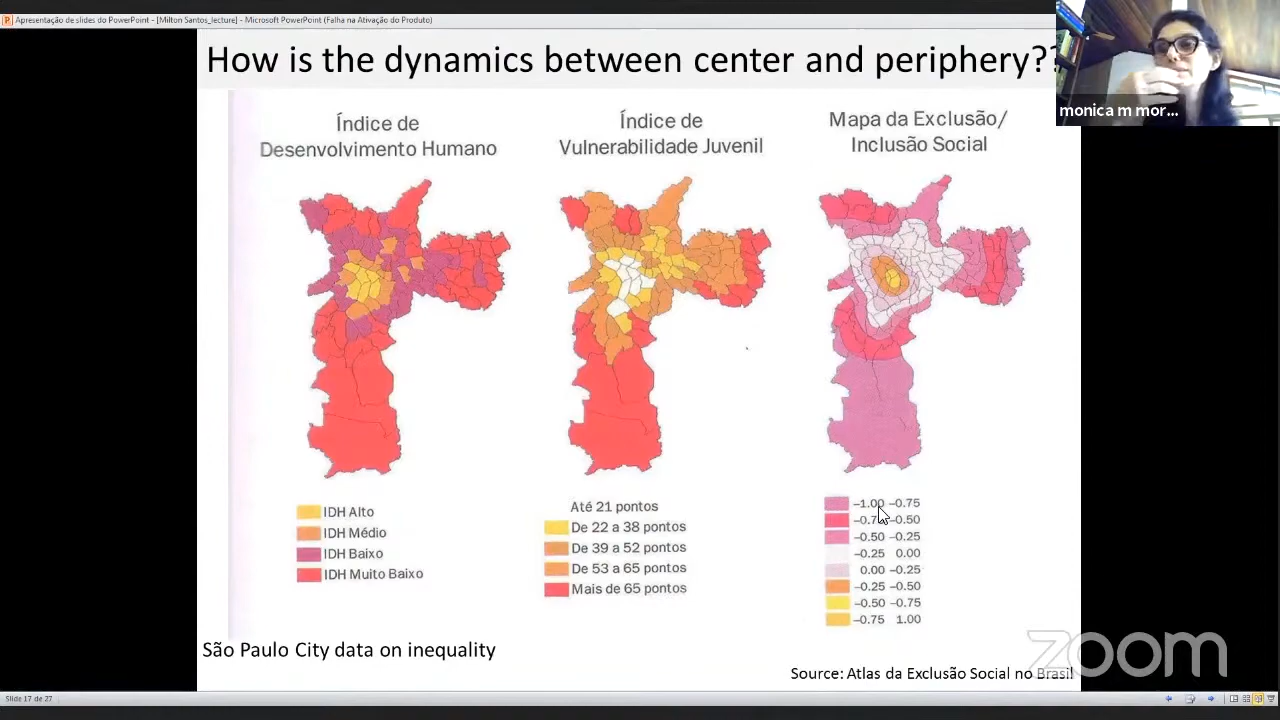 Apresentação de slides do PowerPoint - [Milton Santos_lecture] - Microsoft PowerPoint (Falha na Ativação do Produto)
How is the dynamics between center and periphery??
monica m mor...
Índice de
Desenvolvimento Humano
Índice de
Vulnerabilidade Juvenil
Mapa da Exclusão/
Inclusão Social
IDH Alto
IDH Médio
IDH Baixo
IDH Muito Baixo
Até 21 pontos
De 22 a 38 pontos
De 39 a 52 pontos
De 53 a 65 pontos
Mais de 65 pontos
–1.00 –0.75
–0.7 –0.50
–0.50 –0.25
–0.25 0.00
0.00 –0.25
–0.25 –0.50
–0.50 –0.75
–0.75 1.00
São Paulo City data on inequality
Source: Atlas da Exclusão Social no Brasil
zoom
Slide 17 de 27